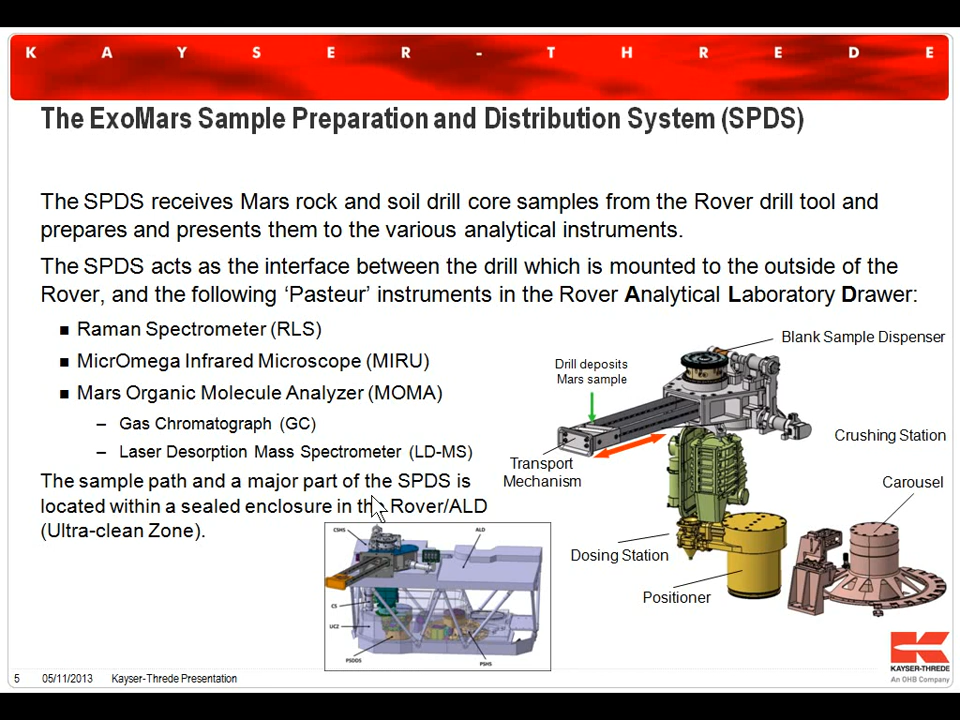 K A Y S E R - T H R E D E
The ExoMars Sample Preparation and Distribution System (SPDS)
The SPDS receives Mars rock and soil drill core samples from the Rover drill tool and
prepares and presents them to the various analytical instruments.
The SPDS acts as the interface between the drill which is mounted to the outside of the
Rover, and the following ‘Pasteur’ instruments in the Rover Analytical Laboratory Drawer:
■ Raman Spectrometer (RLS)
■ MicrOmega Infrared Microscope (MIRU)
■ Mars Organic Molecule Analyzer (MOMA)
– Gas Chromatograph (GC)
– Laser Desorption Mass Spectrometer (LD-MS)
The sample path and a major part of the SPDS is
located within a sealed enclosure in the Rover/ALD
(Ultra-clean Zone).
Blank Sample Dispenser
Drill deposits
Mars sample
Crushing Station
Transport
Mechanism
Carousel
Dosing Station
Positioner
CSHS
ALD
CS
UCZ
PSDDS
PSHS
KAYSER-THREDE
An OHB Company
5 05/11/2013 Kayser-Threde Presentation